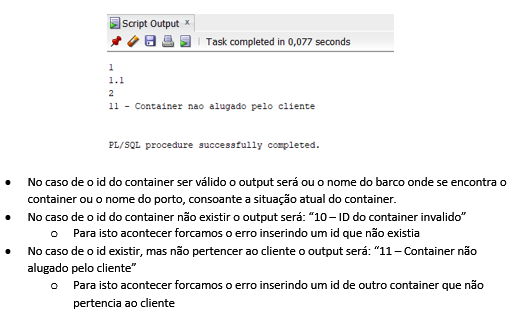 Script Output ×
Task completed in 0,077 seconds
1
1.1
2
11 - Container nao alugado pelo cliente
PL/SQL procedure successfully completed.
• No caso de o id do container ser válido o output será ou o nome do barco onde se encontra o
container ou o nome do porto, consoante a situação atual do container.
• No caso de o id do container não existir o output será: “10 – ID do container invalido”
o Para isto acontecer forcamos o erro inserindo um id que não existia
• No caso de o id existir, mas não pertencer ao cliente o output será: “11 – Container não
alugado pelo cliente”
o Para isto acontecer forcamos o erro inserindo um id de outro container que não
pertencia ao cliente